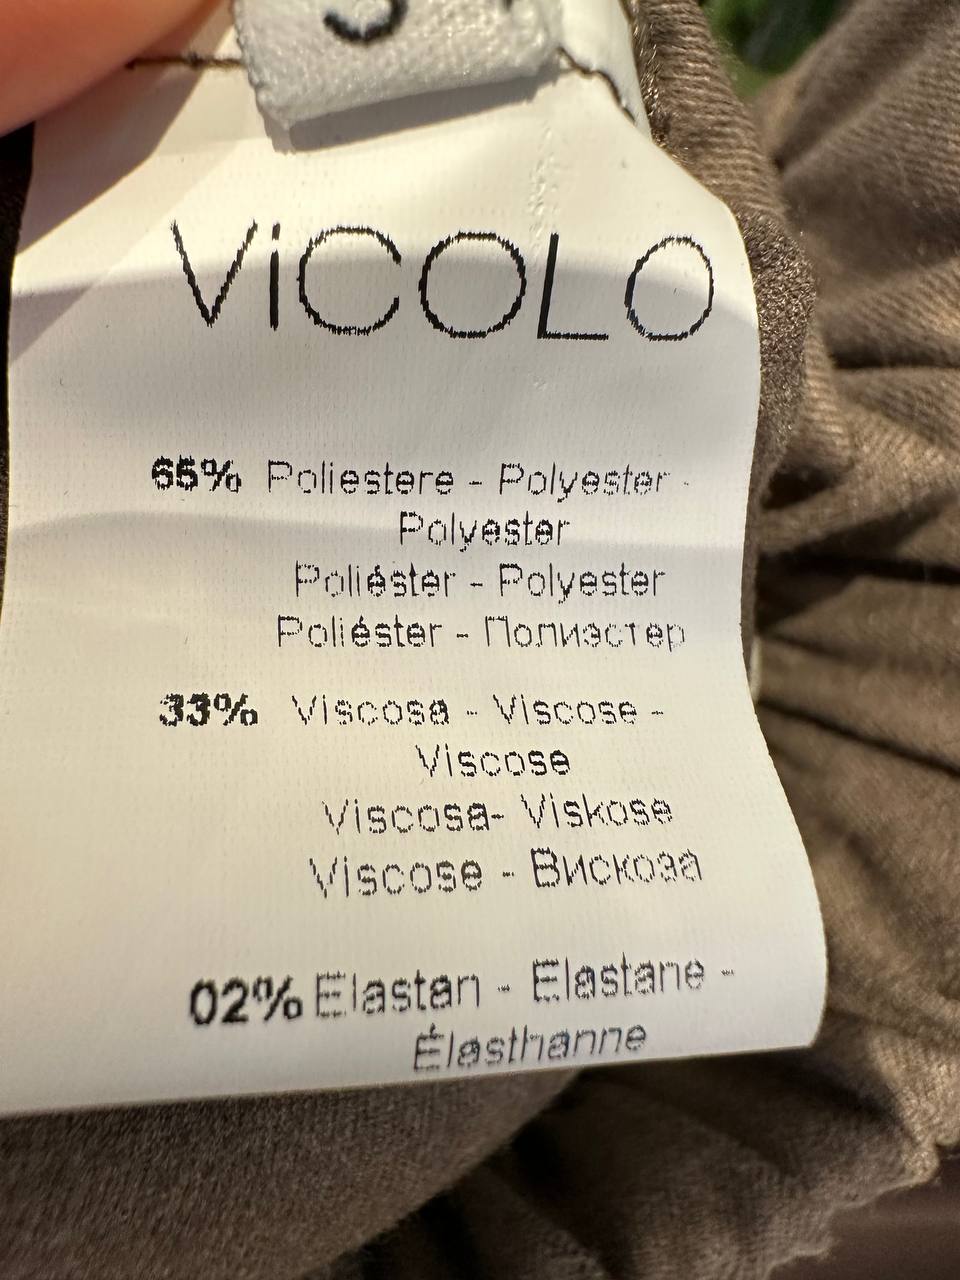 ViCOLO
65% Poliestere - Polyester -
Polyester
Poliéster - Polyester
Poliéster - Полиэстер
33% Viscosa - Viscose -
Viscose
Viscosa- Viskose
Viscose - Вискоза
02% Elastan - Elastane -
Élasthanne